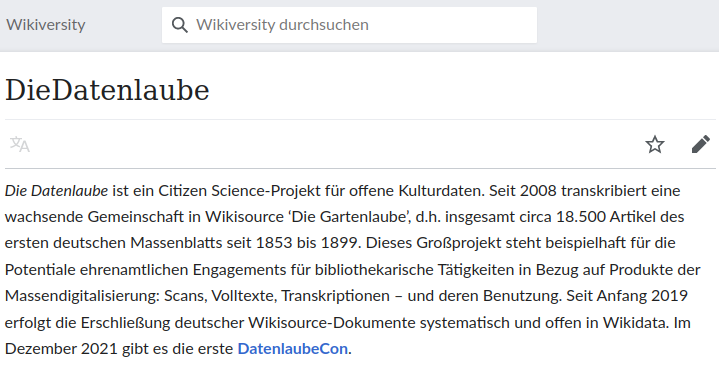 Wikiversity
Wikiversity durchsuchen
DieDatenlaube
Die Datenlaube ist ein Citizen Science-Projekt für offene Kulturdaten. Seit 2008 transkribiert eine
wachsende Gemeinschaft in Wikisource ‘Die Gartenlaube’, d.h. insgesamt circa 18.500 Artikel des
ersten deutschen Massenblatts seit 1853 bis 1899. Dieses Großprojekt steht beispielhaft für die
Potentiale ehrenamtlichen Engagements für bibliothekarische Tätigkeiten in Bezug auf Produkte der
Massendigitalisierung: Scans, Volltexte, Transkriptionen – und deren Benutzung. Seit Anfang 2019
erfolgt die Erschließung deutscher Wikisource-Dokumente systematisch und offen in Wikidata. Im
Dezember 2021 gibt es die erste DatenlaubeCon.